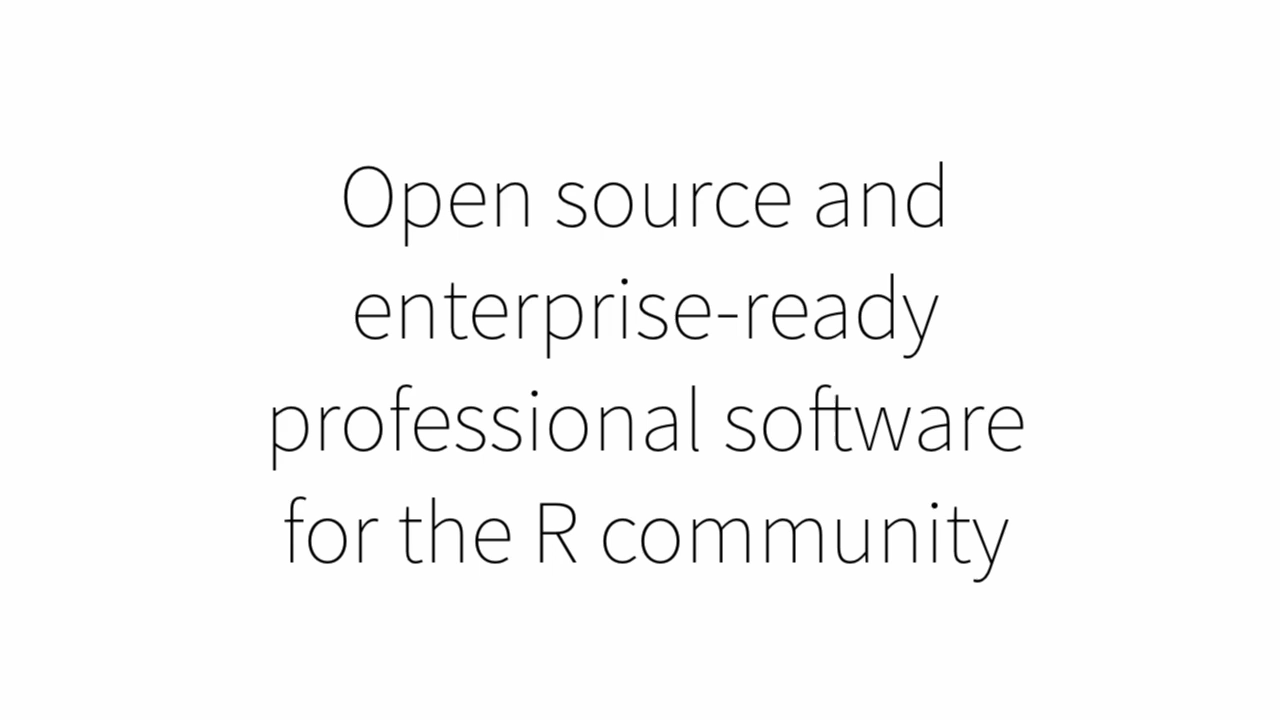 Open source and
enterprise-ready
professional software
for the R community